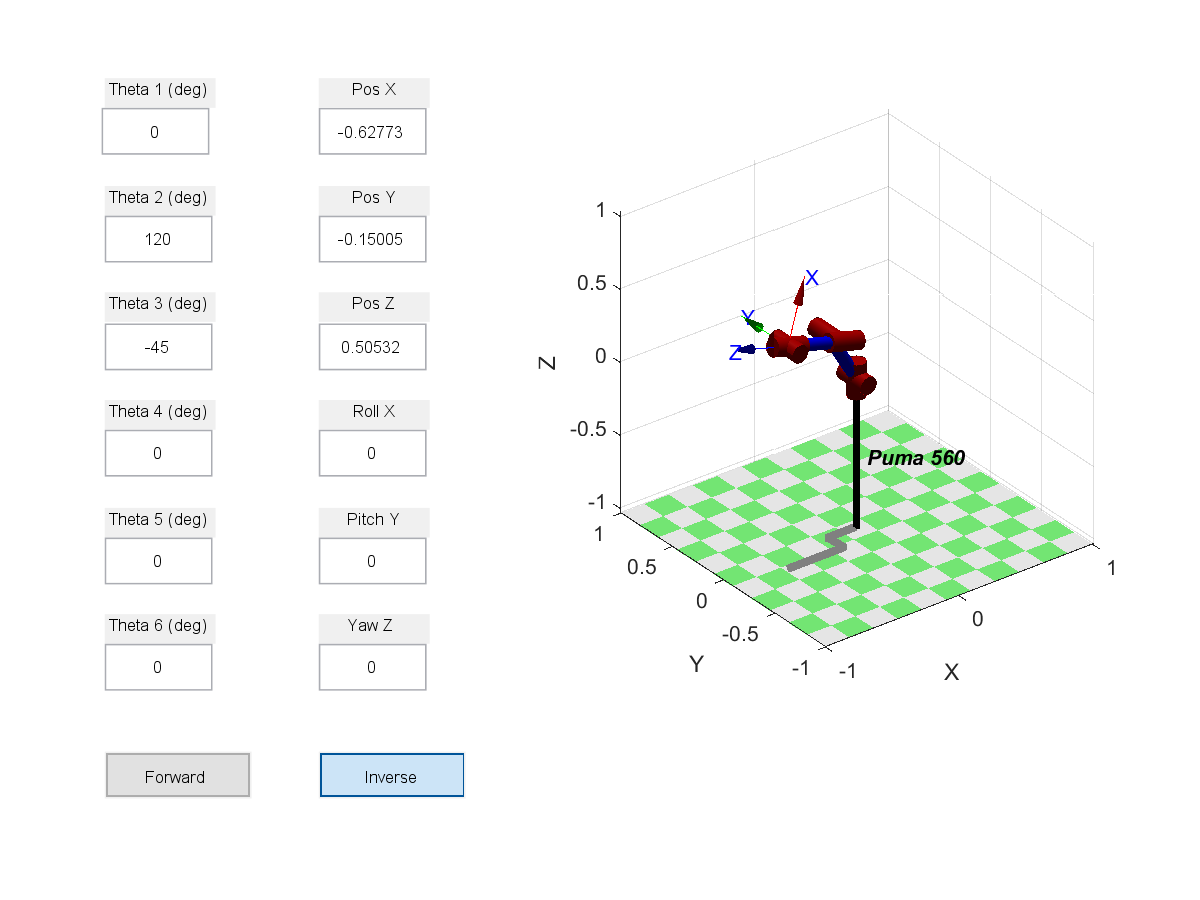 Theta 1 (deg)
0
Pos X
-0.62773
Theta 2 (deg)
120
Pos Y
-0.15005
Theta 3 (deg)
-45
Pos Z
0.50532
Theta 4 (deg)
0
Roll X
0
Theta 5 (deg)
0
Pitch Y
0
Theta 6 (deg)
0
Yaw Z
0
Forward
Inverse
1
0.5
0
-0.5
-1
Z
X
Y
Z
Puma 560
1
0.5
0
-0.5
-1
Y
-1
0
1
X